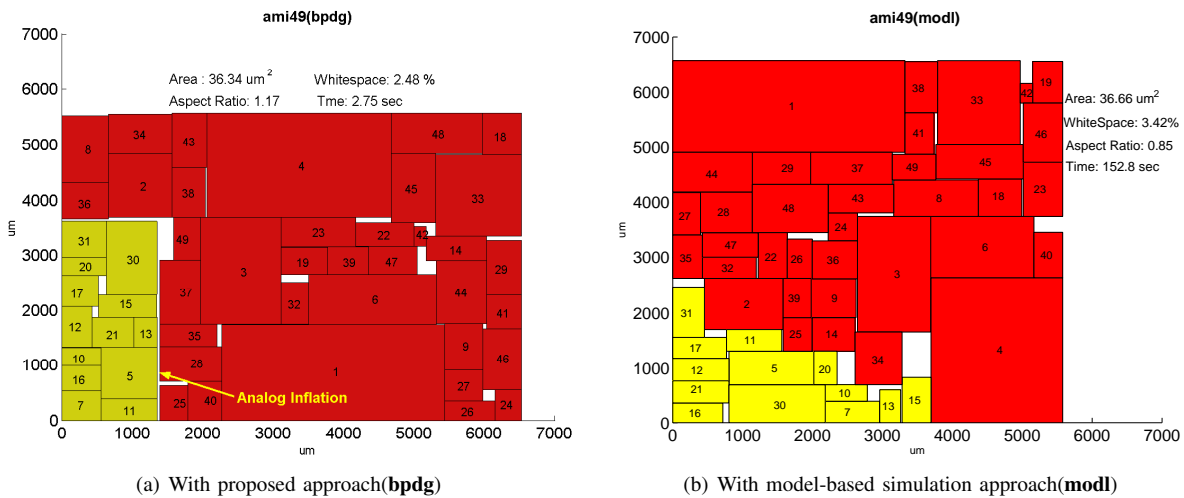 ami49(bpdg)
7000
6000
5000
4000
3000
2000
1000
0
um
Area : 36.34 um 2 Whitespace: 2.48 %
Aspect Ratio: 1.17 Tme: 2.75 sec
8 34 43 4 48 18
36 2 38 45 33
31 30 49 3 23 22 42 14
20 19 39 47 29
17 15 37 32 6 44 41
12 21 13 35 9 46
10 5 28 1
16 27
7 11 25 40 26 24
Analog Inflation
0 1000 2000 3000 4000 5000 6000 7000
um
(a) With proposed approach(bpdg)
ami49(modl)
7000
6000
5000
4000
3000
2000
1000
0
um
Area: 36.66 um2
WhiteSpace: 3.42%
Aspect Ratio: 0.85
Time: 152.8 sec
1 38 33 42 19
41 46
44 29 37 49 45
27 28 48 43 8 18 23
24
35 47 22 26 36 3 6 40
32
31 2 39 9 4
17 11 25 14
12 5 20 34
21
16 30 10 13 15
7
0 1000 2000 3000 4000 5000 6000 7000
um
(b) With model-based simulation approach(modl)